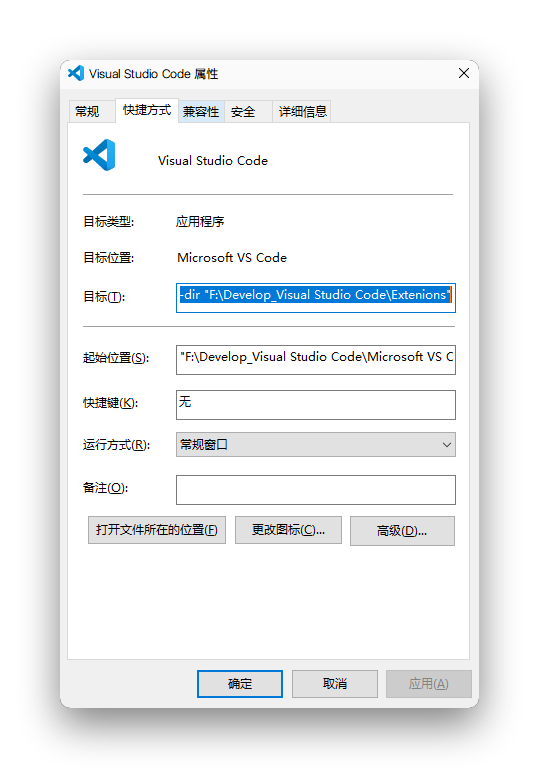 Visual Studio Code 属性
常规 快捷方式 兼容性 安全 详细信息
Visual Studio Code
目标类型: 应用程序
目标位置: Microsoft VS Code
目标(T): -dir "F:\Develop_Visual Studio Code\Extenions"
起始位置(S): "F:\Develop_Visual Studio Code\Microsoft VS C
快捷键(K): 无
运行方式(R): 常规窗口
备注(O):
打开文件所在的位置(F) 更改图标(C)... 高级(D)...
确定 取消 应用(A)